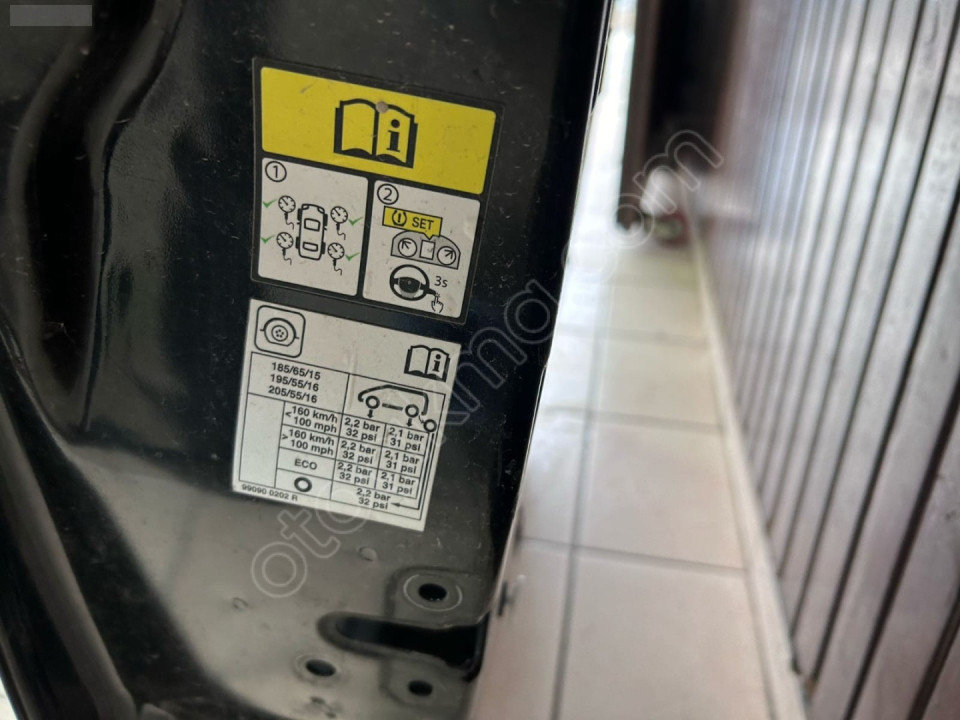 i
1
2
SET
3s
i
185/65/15
195/55/16
205/55/16
<160 km/h
100 mph
2,2 bar
32 psi
2,1 bar
31 psi
>160 km/h
100 mph
2,2 bar
32 psi
2,1 bar
31 psi
ECO
2,2 bar
32 psi
2,1 bar
31 psi
2,2 bar
32 psi
99090 0202 R